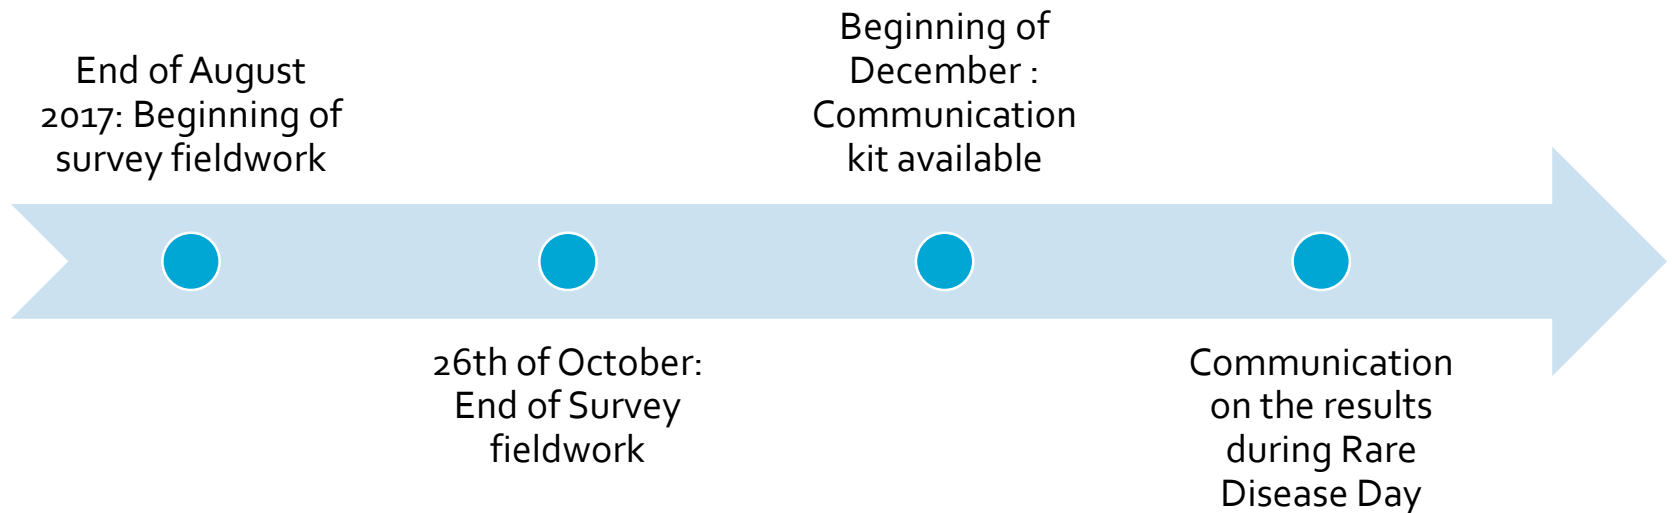 End of August
2017: Beginning of
survey fieldwork
26th of October:
End of Survey
fieldwork
Beginning of
December :
Communication
kit available
Communication
on the results
during Rare
Disease Day